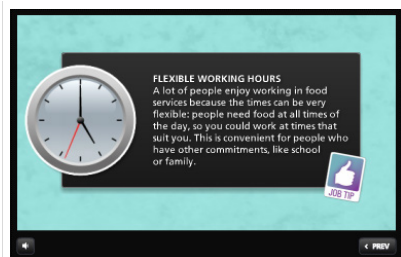 FLEXIBLE WORKING HOURS
A lot of people enjoy working in food
services because the times can be very
flexible: people need food at all times of
the day, so you could work at times that
suit you. This is convenient for people who
have other commitments, like school
or family.
JOB TIP
< PREV